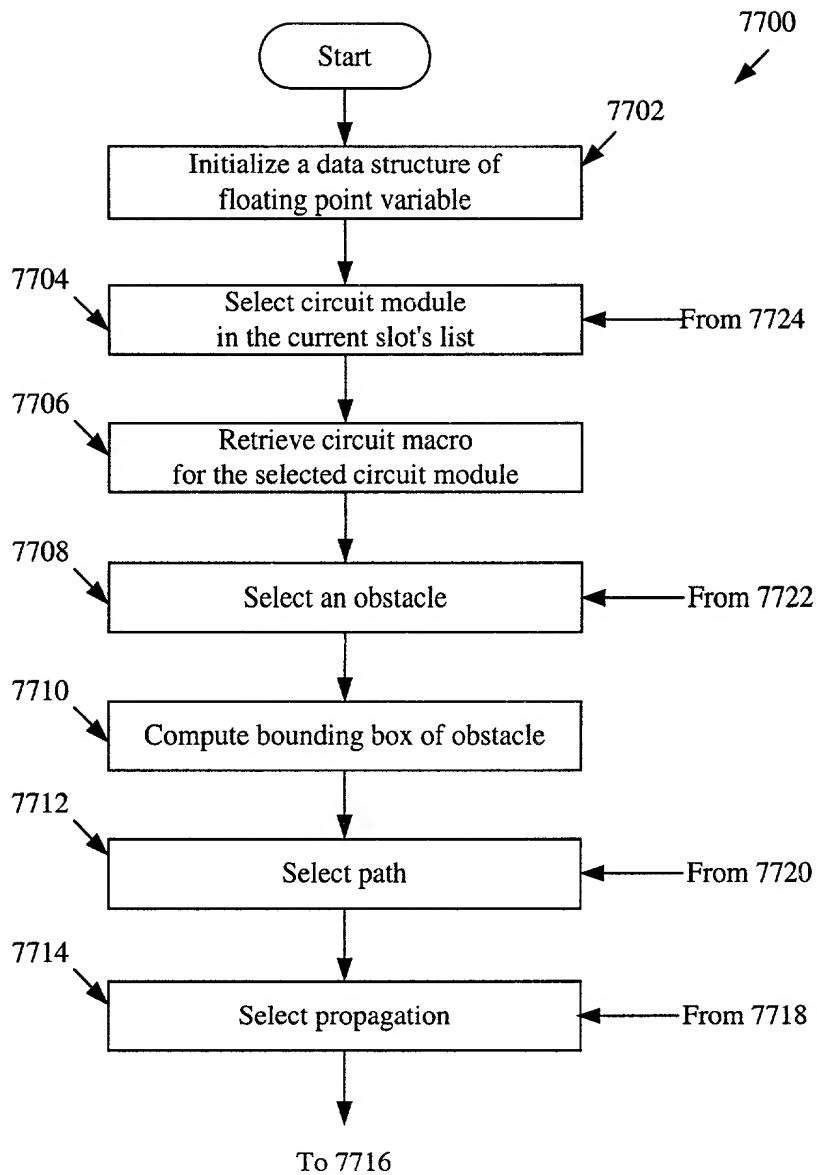 7700
Start
7702
Initialize a data structure of
floating point variable
7704
Select circuit module
in the current slot's list
From 7724
7706
Retrieve circuit macro
for the selected circuit module
7708
Select an obstacle
From 7722
7710
Compute bounding box of obstacle
7712
Select path
From 7720
7714
Select propagation
From 7718
To 7716